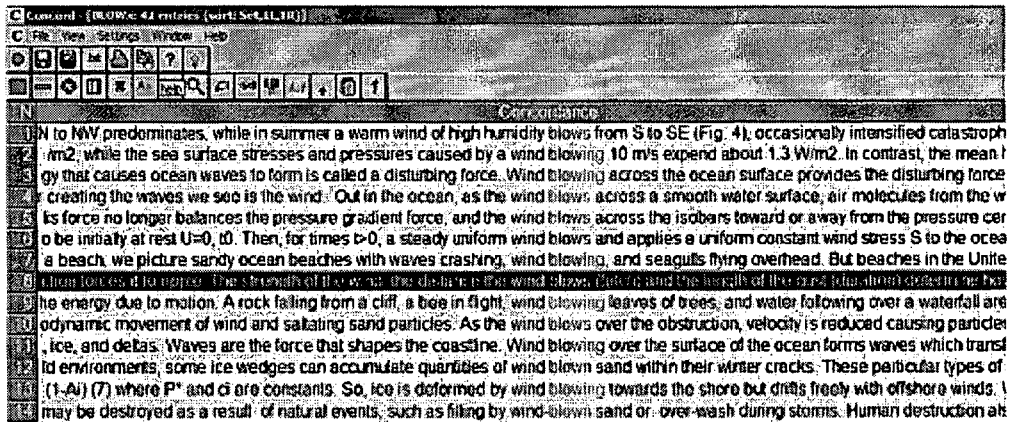 C Concord - [BLOW.c: 41 entries (sort: Set,L1,1R)]
C File View Settings Window Help
help
N Concordance
1 N to NW predominates, while in summer a warm wind of high humidity blows from S to SE (Fig. 4), occasionally intensified catastroph
2 /m2, while the sea surface stresses and pressures caused by a wind blowing 10 m/s expend about 1.3 W/m2. In contrast, the mean
3 gy that causes ocean waves to form is called a disturbing force. Wind blowing across the ocean surface provides the disturbing force
4 r creating the waves we see is the wind. Out in the ocean, as the wind blows across a smooth water surface, air molecules from the w
5 lis force no longer balances the pressure gradient force, and the wind blows across the isobars toward or away from the pressure cen
6 o be initially at rest U=0, t0. Then, for times t>0, a steady uniform wind blows and applies a uniform constant wind stress S to the ocea
7 a beach, we picture sandy ocean beaches with waves crashing, wind blowing, and seagulls flying overhead. But beaches in the Unite
8 The strength of the the wind blows and the length of the
9 he energy due to motion. A rock falling from a cliff, a bee in flight, wind blowing leaves of trees, and water following over a waterfall are
10 odynamic movement of wind and saltating sand particles. As the wind blows over the obstruction, velocity is reduced causing particles
11 , ice, and deltas. Waves are the force that shapes the coastline. Wind blowing over the surface of the ocean forms waves which transf
12 ld environments, some ice wedges can accumulate quantities of wind blown sand within their winter cracks. These particular types of
13 (1-Ai) (7) where P* and ci are constants. So, ice is deformed by wind blowing towards the shore but drifts freely with offshore winds.
14 may be destroyed as a result of natural events, such as filling by wind-blown sand or over-wash during storms. Human destruction als